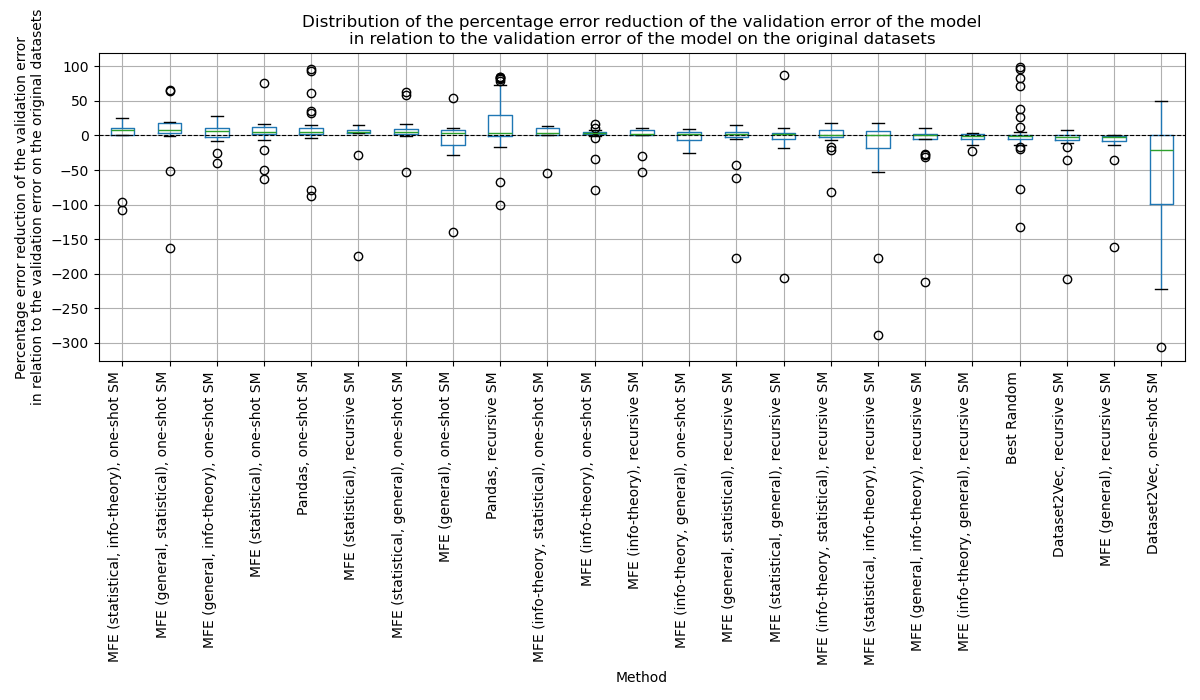 Distribution of the percentage error reduction of the validation error of the model
in relation to the validation error of the model on the original datasets
Percentage error reduction of the validation error
in relation to the validation error on the original datasets
100
50
0
−50
−100
−150
−200
−250
−300
MFE (statistical, info-theory), one-shot SM
MFE (general, statistical), one-shot SM
MFE (general, info-theory), one-shot SM
MFE (statistical), one-shot SM
Pandas, one-shot SM
MFE (statistical), recursive SM
MFE (statistical, general), one-shot SM
MFE (general), one-shot SM
Pandas, recursive SM
MFE (info-theory, statistical), one-shot SM
MFE (info-theory), one-shot SM
MFE (info-theory), recursive SM
MFE (info-theory, general), one-shot SM
MFE (general, statistical), recursive SM
MFE (statistical, general), recursive SM
MFE (info-theory, statistical), recursive SM
MFE (statistical, info-theory), recursive SM
MFE (general, info-theory), recursive SM
MFE (info-theory, general), recursive SM
Best Random
Dataset2Vec, recursive SM
MFE (general), recursive SM
Dataset2Vec, one-shot SM
Method